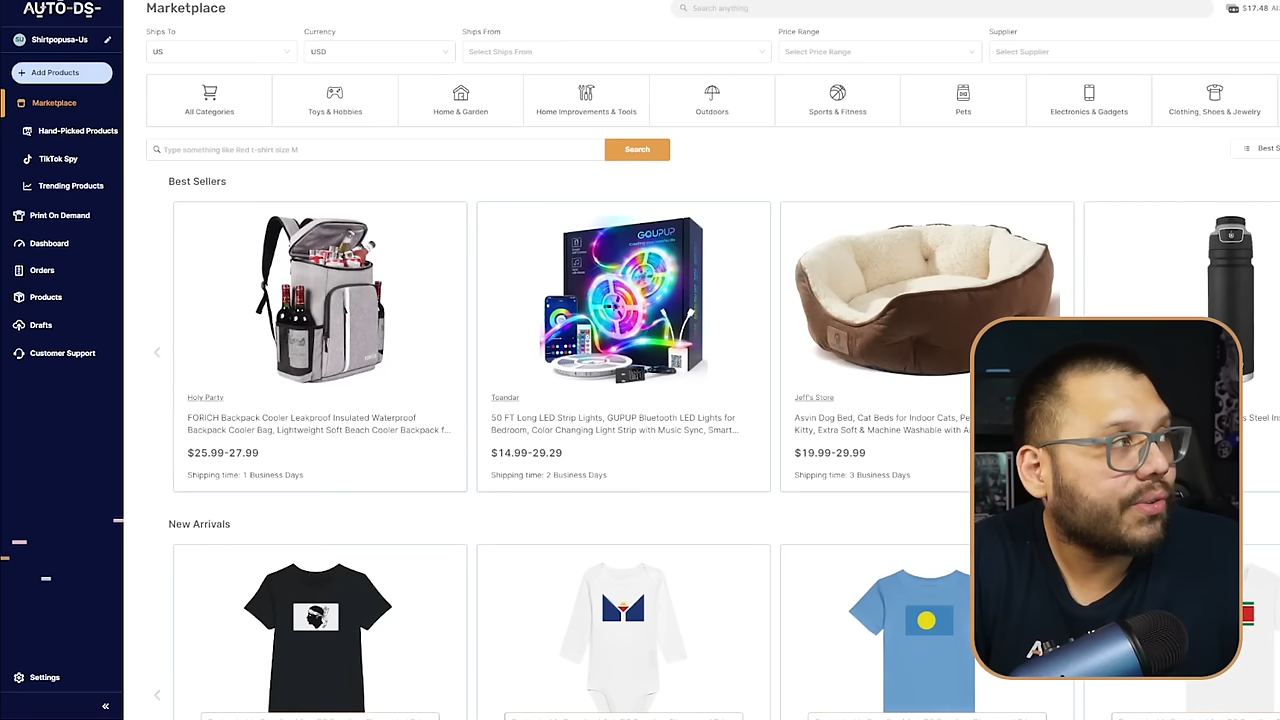 AUTO-DS-
Marketplace
Search anything
$17.48
SU Shirtpopusa-Us
Ships To
Currency
Ships From
Price Range
Supplier
US
USD
Select Ships From
Select Price Range
Select Supplier
+ Add Products
Marketplace
Hand-Picked Products
TikTok Spy
Trending Products
Print On Demand
Dashboard
Orders
Products
Drafts
Customer Support
Settings
All Categories
Toys & Hobbies
Home & Garden
Home Improvements & Tools
Outdoors
Sports & Fitness
Pets
Electronics & Gadgets
Clothing, Shoes & Jewelry
Type something like Red t-shirt size M
Search
Best S
Best Sellers
GQUPUP
Holy Party
FORICH Backpack Cooler Leakproof Insulated Waterproof
Backpack Cooler Bag, Lightweight Soft Beach Cooler Backpack f...
$25.99-27.99
Shipping time: 1 Business Days
Toandar
50 FT Long LED Strip Lights, GUPUP Bluetooth LED Lights for
Bedroom, Color Changing Light Strip with Music Sync, Smart...
$14.99-29.29
Shipping time: 2 Business Days
Jeff's Store
Asvin Dog Bed, Cat Beds for Indoor Cats, Pe
Kitty, Extra Soft & Machine Washable with A
$19.99-29.99
Shipping time: 3 Business Days
New Arrivals